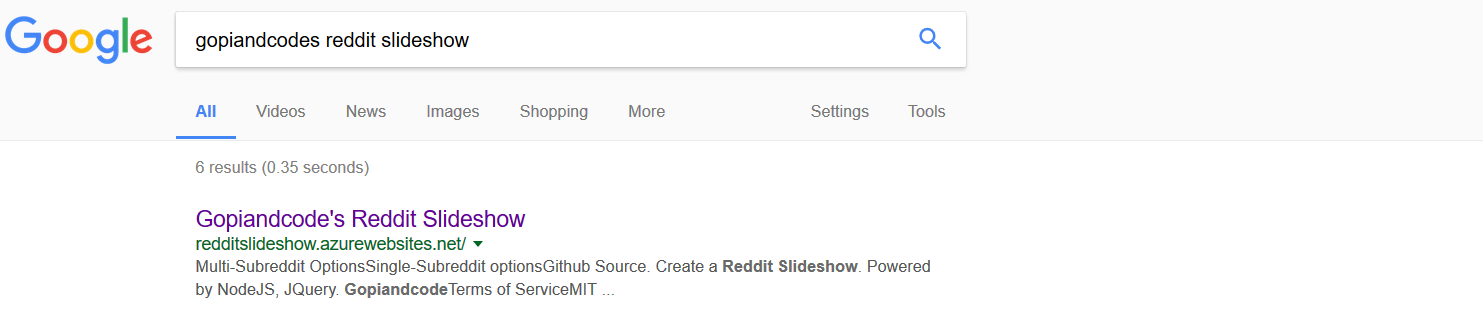 Google
gopiandcodes reddit slideshow
All Videos News Images Shopping More Settings Tools
6 results (0.35 seconds)
Gopiandcode's Reddit Slideshow
redditslideshow.azurewebsites.net/
Multi-Subreddit OptionsSingle-Subreddit optionsGithub Source. Create a Reddit Slideshow. Powered
by NodeJS, JQuery. GopiandcodeTerms of ServiceMIT ...